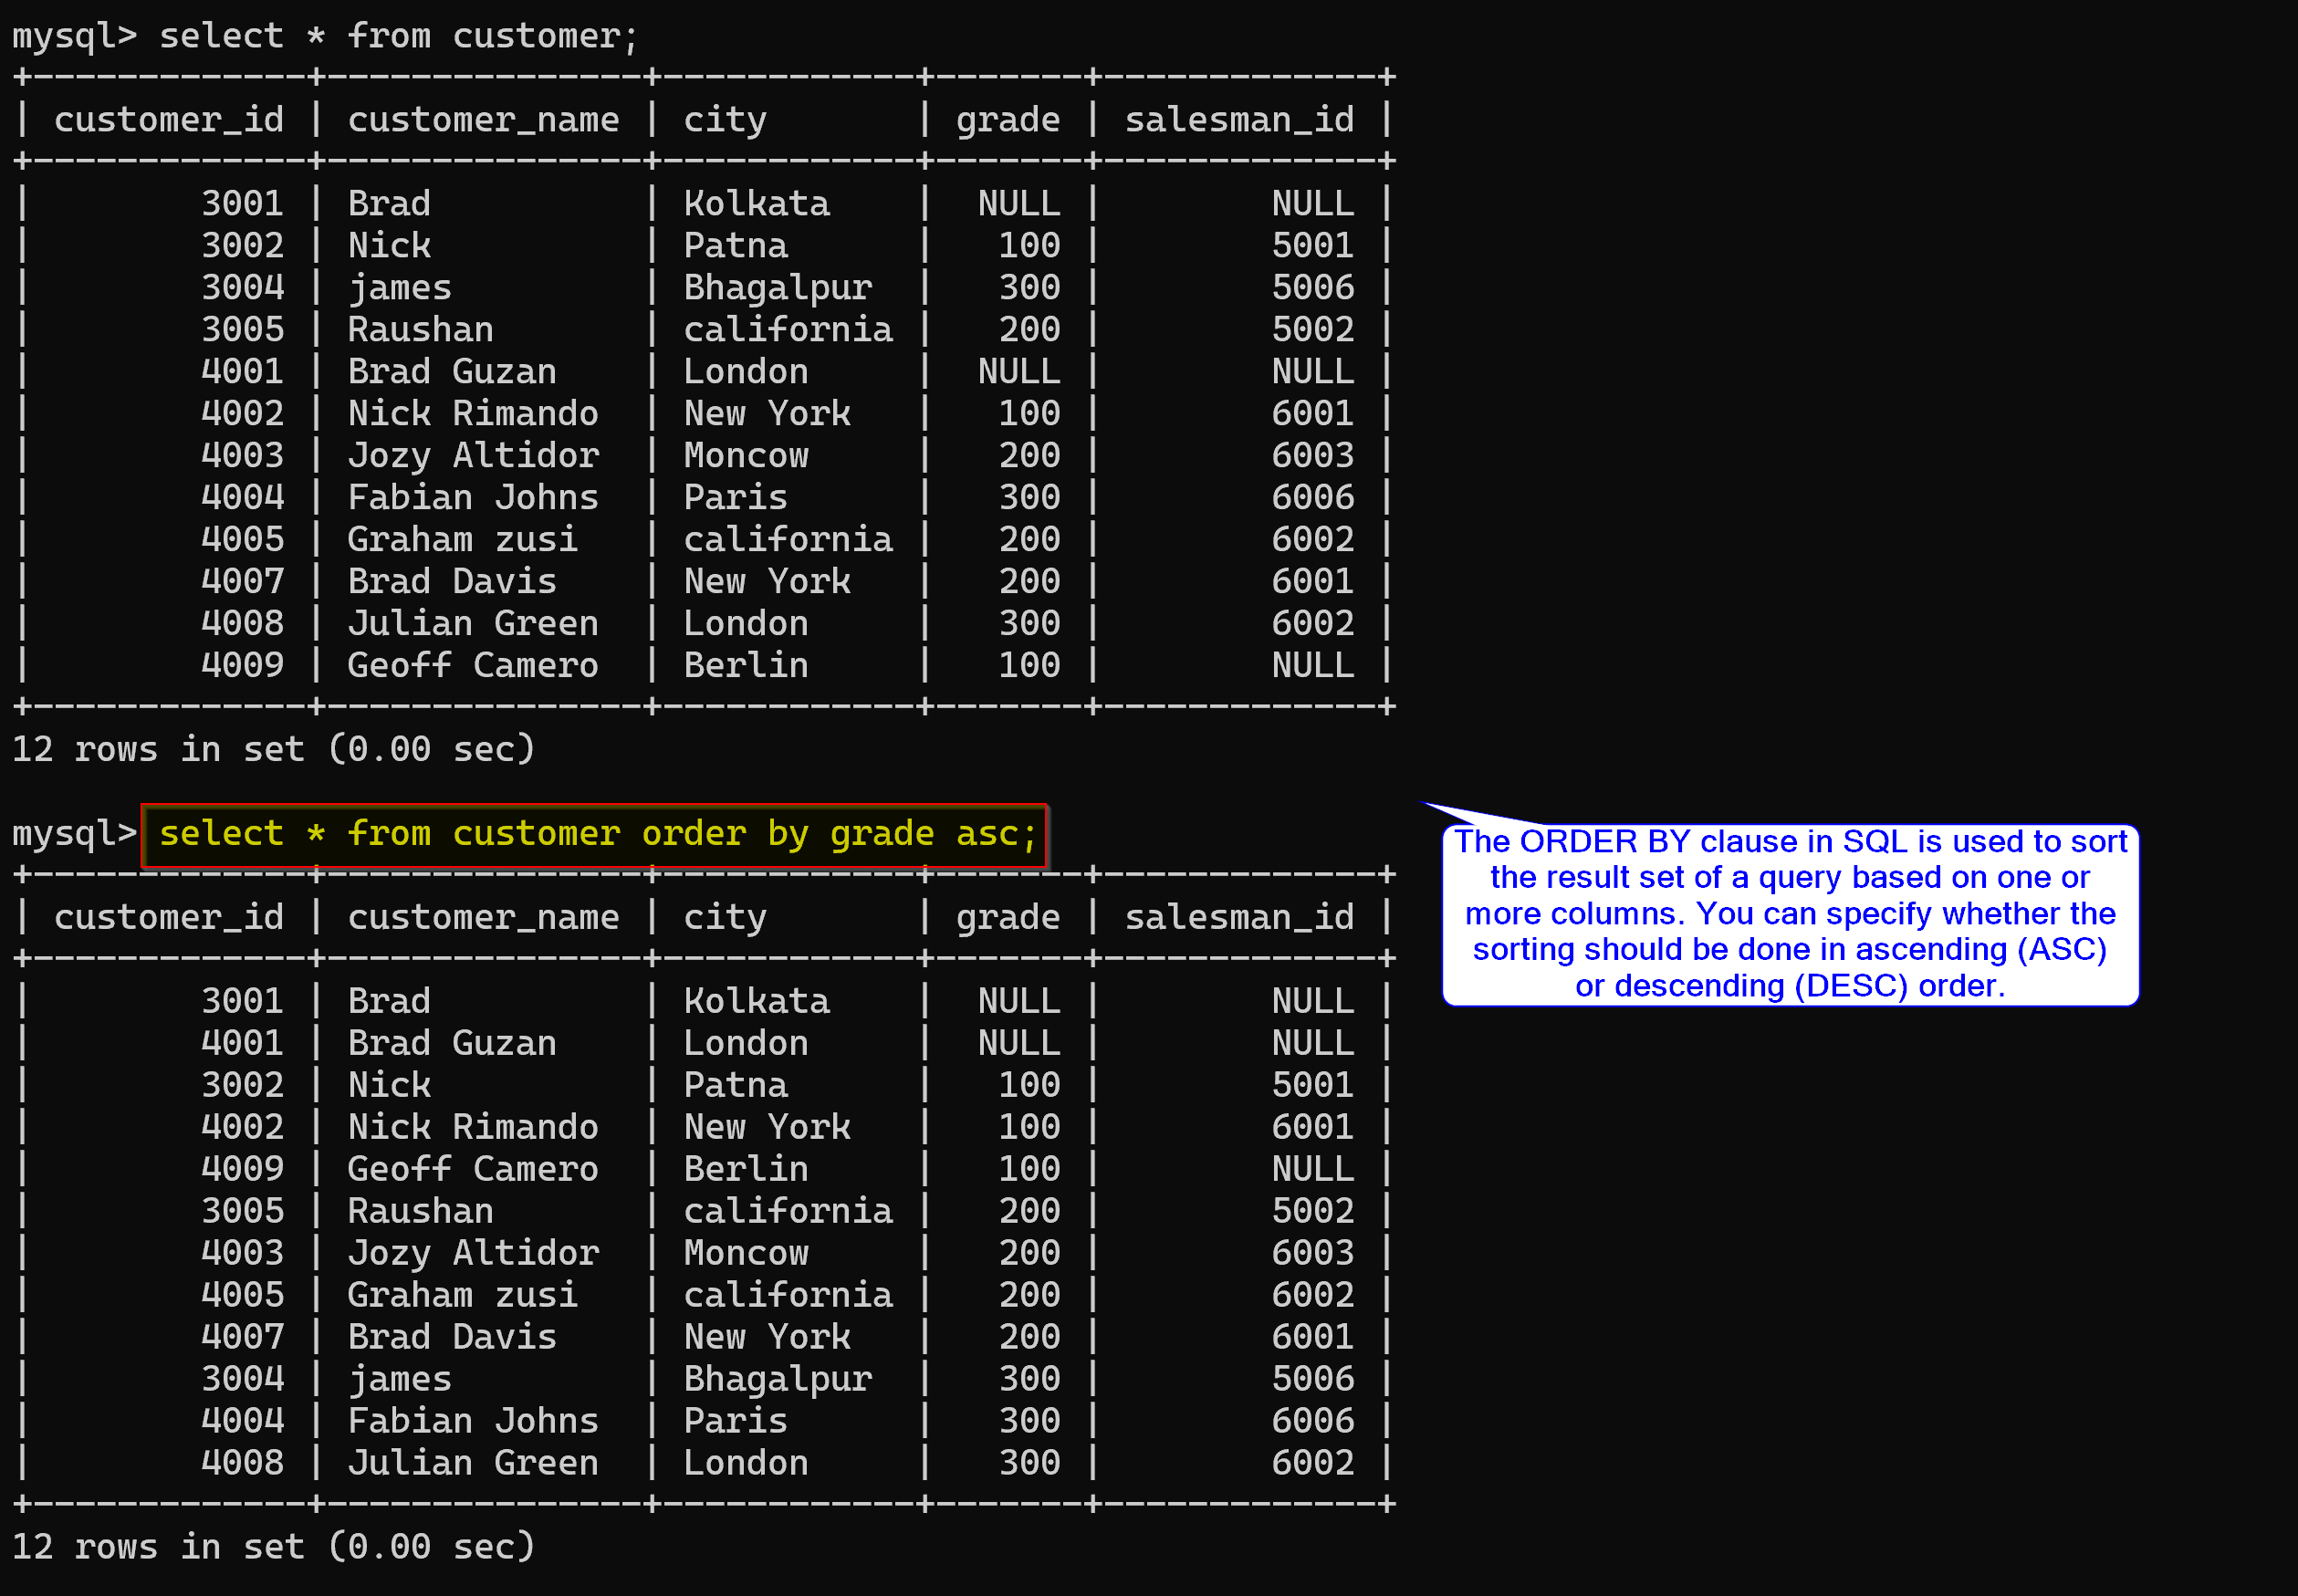 mysql> select * from customer;
+-------------+---------------+------------+-------+-------------+
| customer_id | customer_name | city       | grade | salesman_id |
+-------------+---------------+------------+-------+-------------+
|        3001 | Brad          | Kolkata    |  NULL |        NULL |
|        3002 | Nick          | Patna      |   100 |        5001 |
|        3004 | james         | Bhagalpur  |   300 |        5006 |
|        3005 | Raushan       | california |   200 |        5002 |
|        4001 | Brad Guzan    | London     |  NULL |        NULL |
|        4002 | Nick Rimando  | New York   |   100 |        6001 |
|        4003 | Jozy Altidor  | Moncow     |   200 |        6003 |
|        4004 | Fabian Johns  | Paris      |   300 |        6006 |
|        4005 | Graham zusi   | california |   200 |        6002 |
|        4007 | Brad Davis    | New York   |   200 |        6001 |
|        4008 | Julian Green  | London     |   300 |        6002 |
|        4009 | Geoff Camero  | Berlin     |   100 |        NULL |
+-------------+---------------+------------+-------+-------------+
12 rows in set (0.00 sec)
mysql> select * from customer order by grade asc;
+-------------+---------------+------------+-------+-------------+
| customer_id | customer_name | city       | grade | salesman_id |
+-------------+---------------+------------+-------+-------------+
|        3001 | Brad          | Kolkata    |  NULL |        NULL |
|        4001 | Brad Guzan    | London     |  NULL |        NULL |
|        3002 | Nick          | Patna      |   100 |        5001 |
|        4002 | Nick Rimando  | New York   |   100 |        6001 |
|        4009 | Geoff Camero  | Berlin     |   100 |        NULL |
|        3005 | Raushan       | california |   200 |        5002 |
|        4003 | Jozy Altidor  | Moncow     |   200 |        6003 |
|        4005 | Graham zusi   | california |   200 |        6002 |
|        4007 | Brad Davis    | New York   |   200 |        6001 |
|        3004 | james         | Bhagalpur  |   300 |        5006 |
|        4004 | Fabian Johns  | Paris      |   300 |        6006 |
|        4008 | Julian Green  | London     |   300 |        6002 |
+-------------+---------------+------------+-------+-------------+
12 rows in set (0.00 sec)
The ORDER BY clause in SQL is used to sort
the result set of a query based on one or
more columns. You can specify whether the
sorting should be done in ascending (ASC)
or descending (DESC) order.